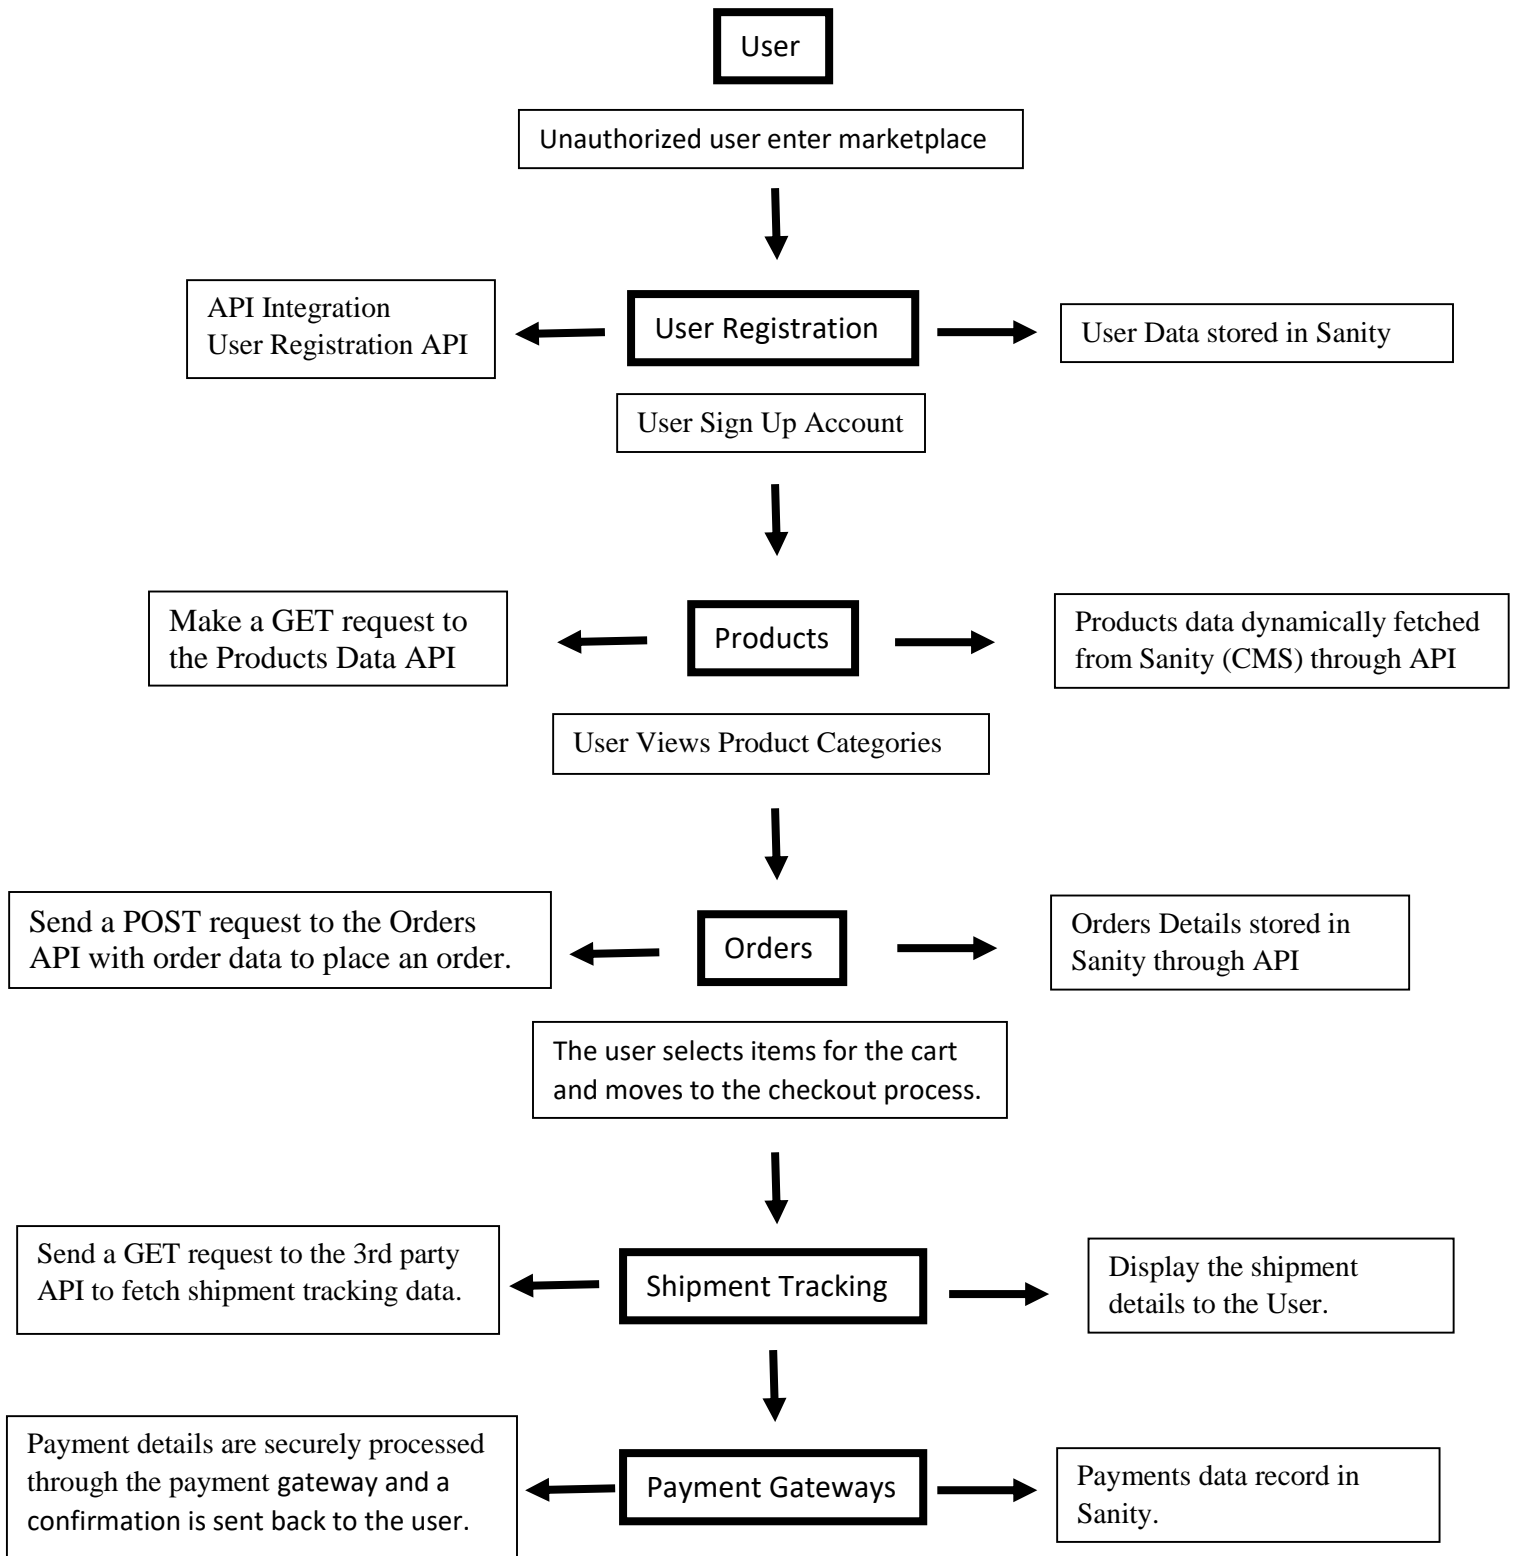 User
Unauthorized user enter marketplace
API Integration
User Registration API
User Registration
User Data stored in Sanity
User Sign Up Account
Make a GET request to
the Products Data API
Products
Products data dynamically fetched
from Sanity (CMS) through API
User Views Product Categories
Send a POST request to the Orders
API with order data to place an order.
Orders
Orders Details stored in
Sanity through API
The user selects items for the cart
and moves to the checkout process.
Send a GET request to the 3rd party
API to fetch shipment tracking data.
Shipment Tracking
Display the shipment
details to the User.
Payment details are securely processed
through the payment gateway and a
confirmation is sent back to the user.
Payment Gateways
Payments data record in
Sanity.